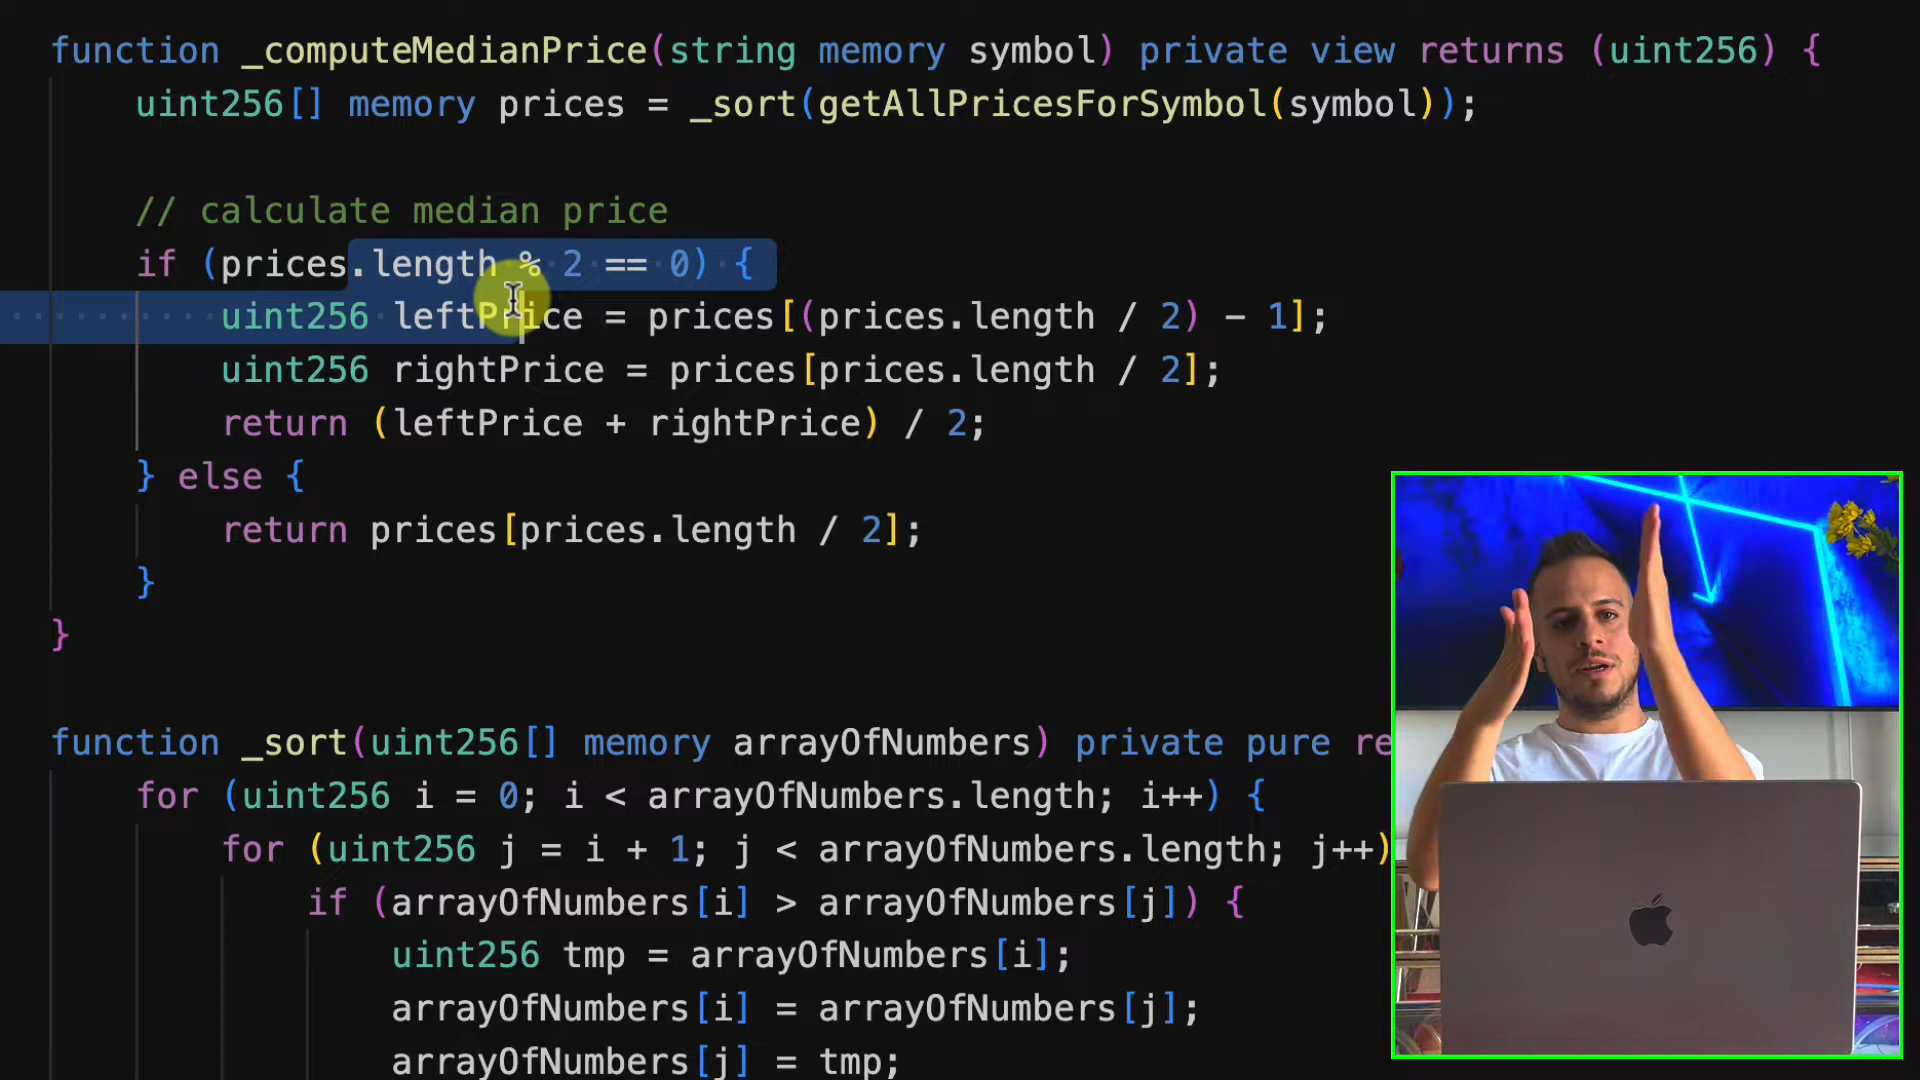 function _computeMedianPrice(string memory symbol) private view returns (uint256) {
uint256[] memory prices = _sort(getAllPricesForSymbol(symbol));
// calculate median price
if (prices.length % 2 == 0) {
uint256 leftPrice = prices[(prices.length / 2) - 1];
uint256 rightPrice = prices[prices.length / 2];
return (leftPrice + rightPrice) / 2;
} else {
return prices[prices.length / 2];
}
}
function _sort(uint256[] memory arrayOfNumbers) private pure re
for (uint256 i = 0; i < arrayOfNumbers.length; i++) {
for (uint256 j = i + 1; j < arrayOfNumbers.length; j++)
if (arrayOfNumbers[i] > arrayOfNumbers[j]) {
uint256 tmp = arrayOfNumbers[i];
arrayOfNumbers[i] = arrayOfNumbers[j];
arrayOfNumbers[j] = tmp;